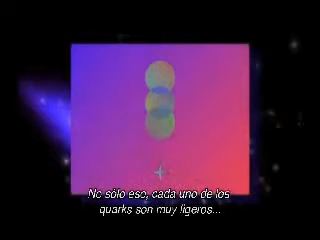 No sólo eso, cada uno de los
quarks son muy ligeros...